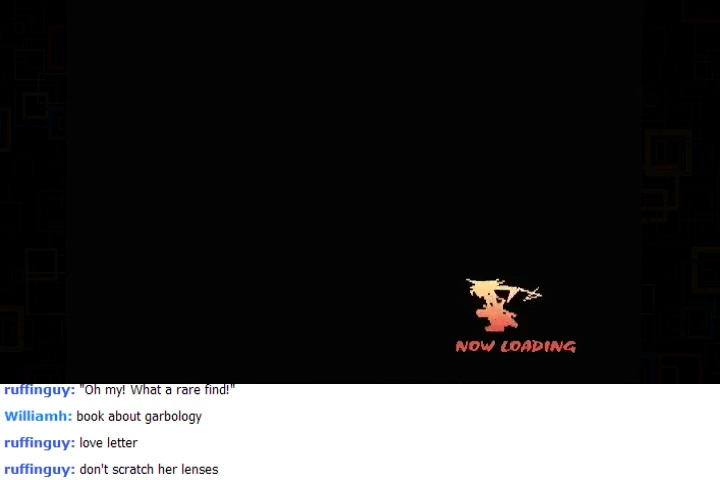 NOW LOADING
ruffinguy: "Oh my! What a rare find!"
Williamh: book about garbology
ruffinguy: love letter
ruffinguy: don't scratch her lenses